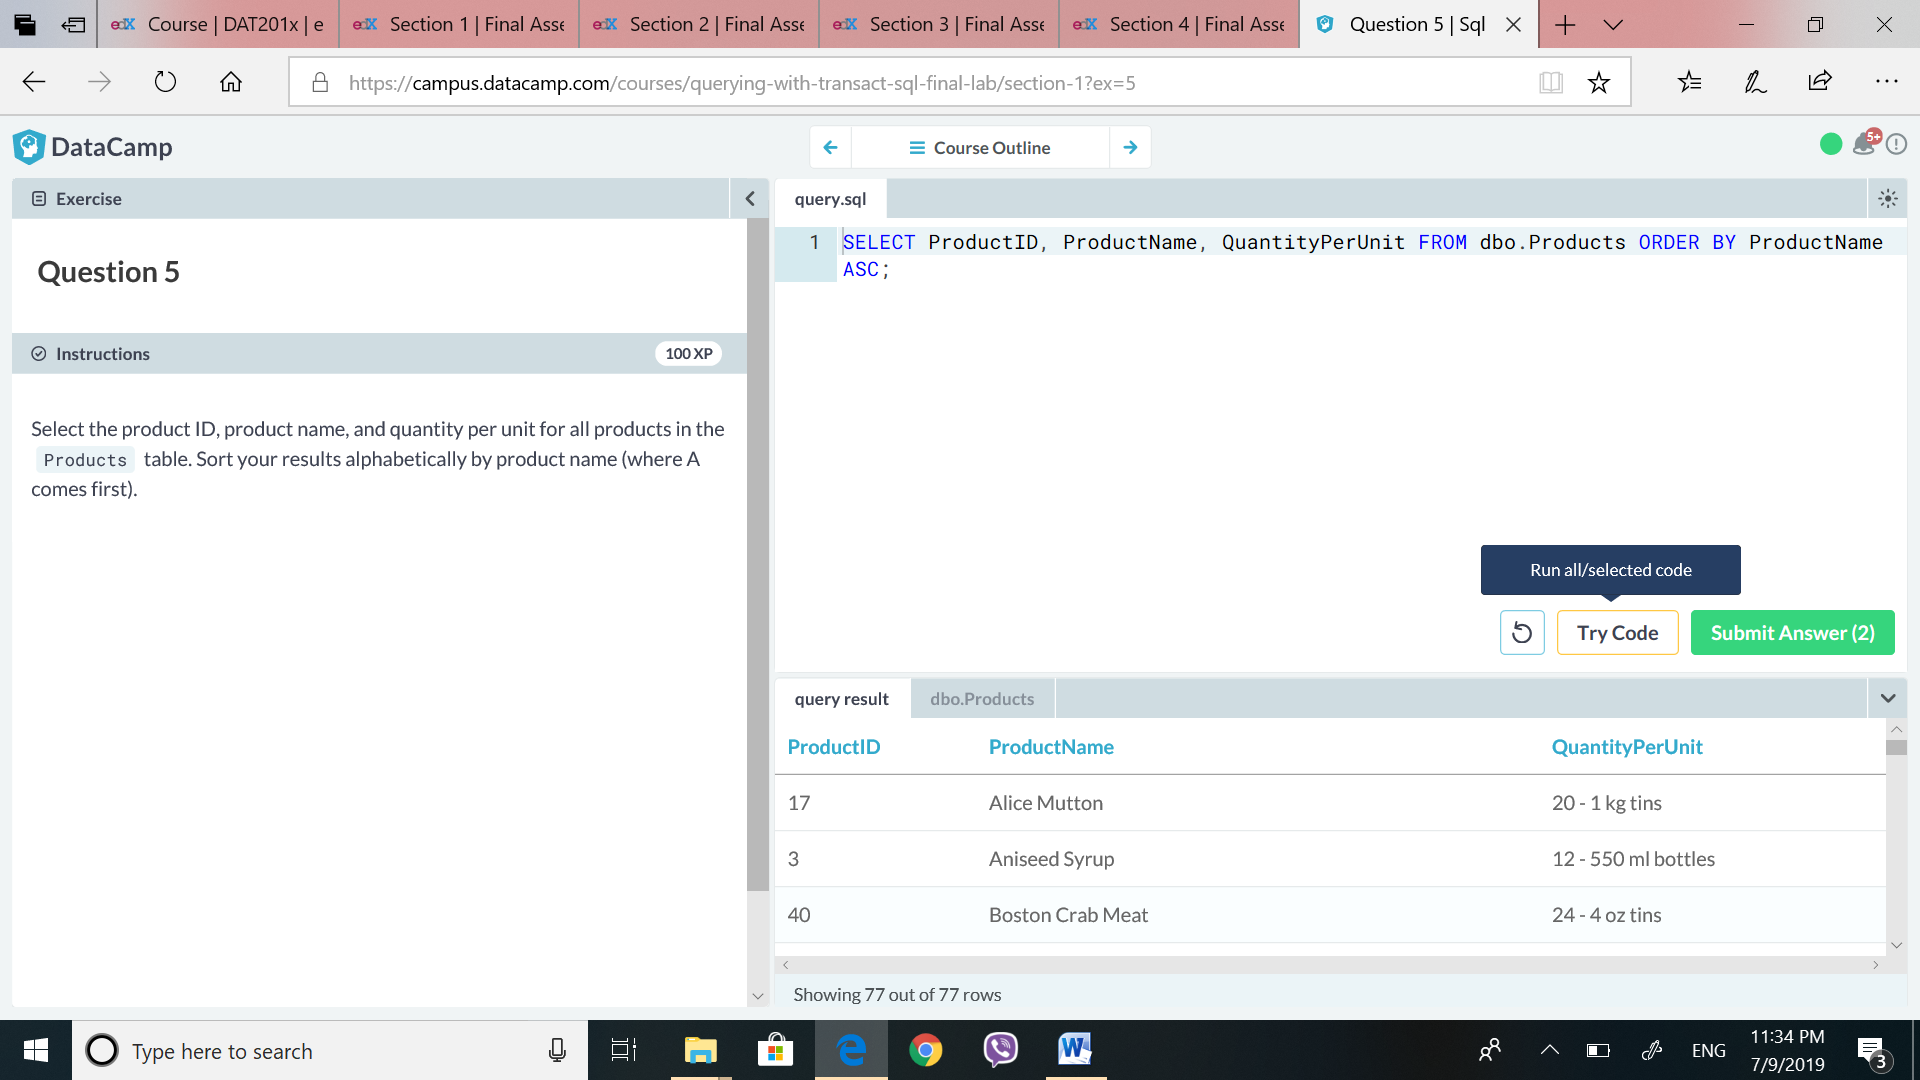 edX Course | DAT201x | e
edX Section 1 | Final Asse
edX Section 2 | Final Asse
edX Section 3 | Final Asse
edX Section 4 | Final Asse
Question 5 | Sql
https://campus.datacamp.com/courses/querying-with-transact-sql-final-lab/section-1?ex=5
DataCamp
Course Outline
5+
Exercise
Question 5
Instructions
100 XP
Select the product ID, product name, and quantity per unit for all products in the
Products table. Sort your results alphabetically by product name (where A
comes first).
query.sql
1 SELECT ProductID, ProductName, QuantityPerUnit FROM dbo.Products ORDER BY ProductName
ASC;
Run all/selected code
Try Code
Submit Answer (2)
query result
dbo.Products
ProductID ProductName QuantityPerUnit
17 Alice Mutton 20 - 1 kg tins
3 Aniseed Syrup 12 - 550 ml bottles
40 Boston Crab Meat 24 - 4 oz tins
Showing 77 out of 77 rows
Type here to search
ENG
11:34 PM
7/9/2019
3